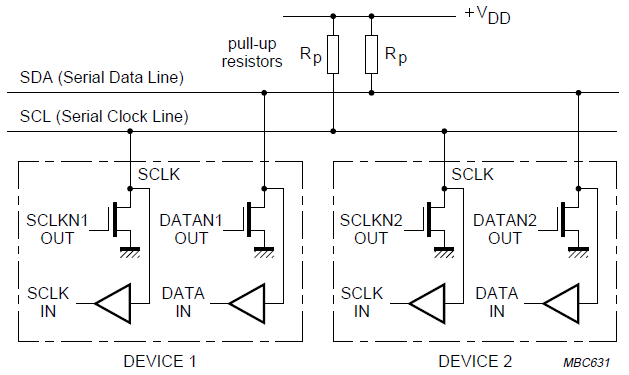 +VDD
pull-up
resistors
Rp
Rp
SDA (Serial Data Line)
SCL (Serial Clock Line)
SCLK
SCLKN1
OUT
DATAN1
OUT
SCLK
IN
DATA
IN
SCLK
SCLKN2
OUT
DATAN2
OUT
SCLK
IN
DATA
IN
DEVICE 1
DEVICE 2
MBC631